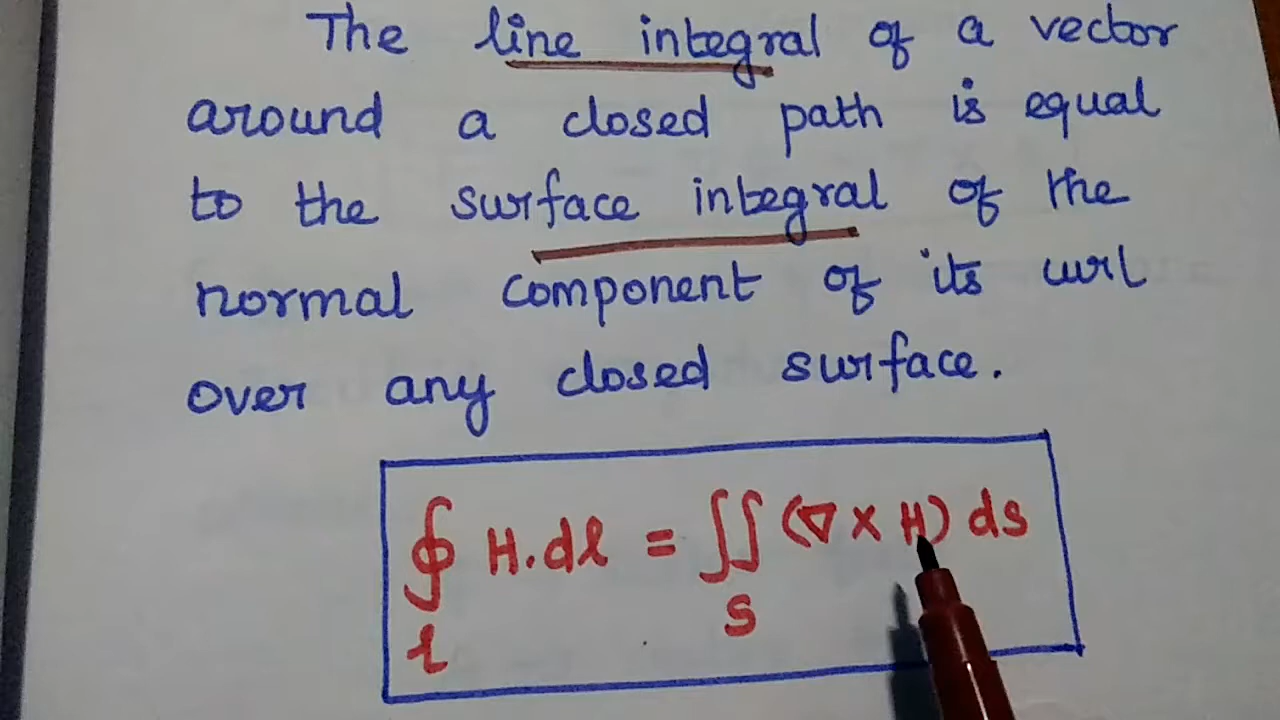 The line integral of a vector
around a closed path is equal
to the surface integral of the
normal component of its curl
over any closed surface.
∮ H.dl = ∬ (∇ × H) ds
l S